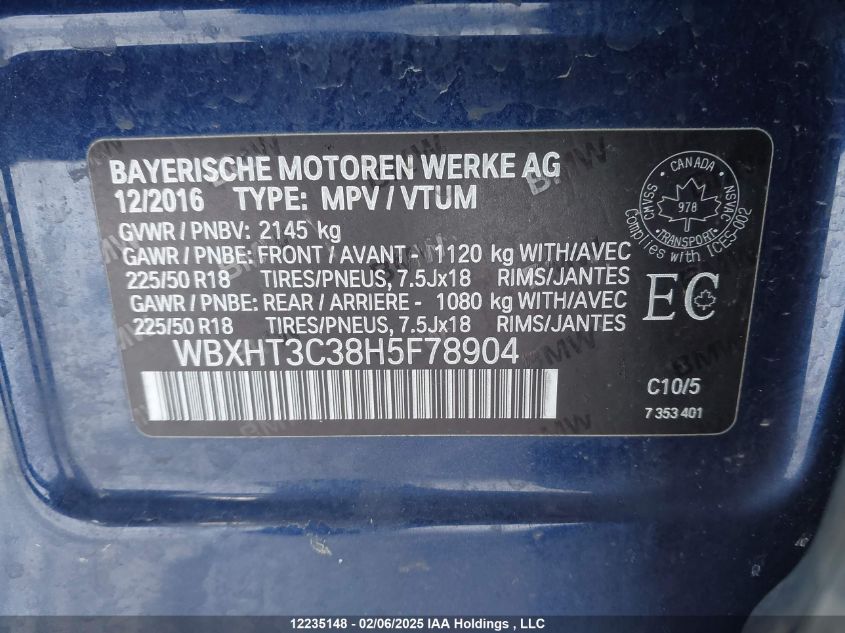 BAYERISCHE MOTOREN WERKE AG
12/2016 TYPE: MPV / VTUM
GVWR / PNBV: 2145 kg
GAWR / PNBE: FRONT / AVANT - 1120 kg WITH/AVEC
225/50 R18 TIRES/PNEUS, 7.5Jx18 RIMS/JANTES
GAWR / PNBE: REAR / ARRIERE - 1080 kg WITH/AVEC
225/50 R18 TIRES/PNEUS, 7.5Jx18 RIMS/JANTES
WBXHT3C38H5F78904
CANADA
CMVSS NSVAC
978
TRANSPORT
Complies with ICES-002
EC
C10/5
7 353 401
BMW
12235148 - 02/06/2025 IAA Holdings , LLC